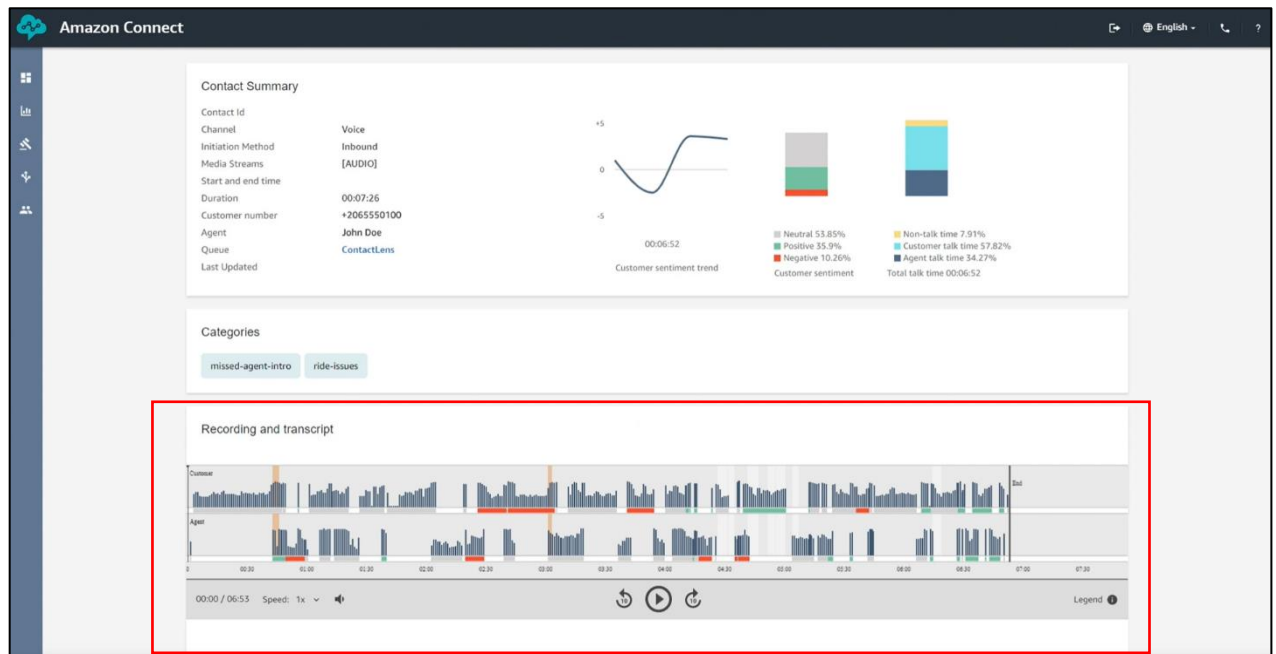 Amazon Connect
English
?
Contact Summary
Contact Id
Channel Voice
Initiation Method Inbound
Media Streams [AUDIO]
Start and end time
Duration 00:07:26
Customer number +2065550100
Agent John Doe
Queue ContactLens
Last Updated
+5
0
-5
00:06:52
Customer sentiment trend
Neutral 53.85%
Positive 35.9%
Negative 10.26%
Customer sentiment
Non-talk time 7.91%
Customer talk time 57.82%
Agent talk time 34.27%
Total talk time 00:06:52
Categories
missed-agent-intro ride-issues
Recording and transcript
Customer
End
Agent
0 00:30 01:00 01:30 02:00 02:30 03:00 03:30 04:00 04:30 05:00 05:30 06:00 06:30 07:00 07:30
00:00 / 06:53 Speed: 1x 10 10 Legend